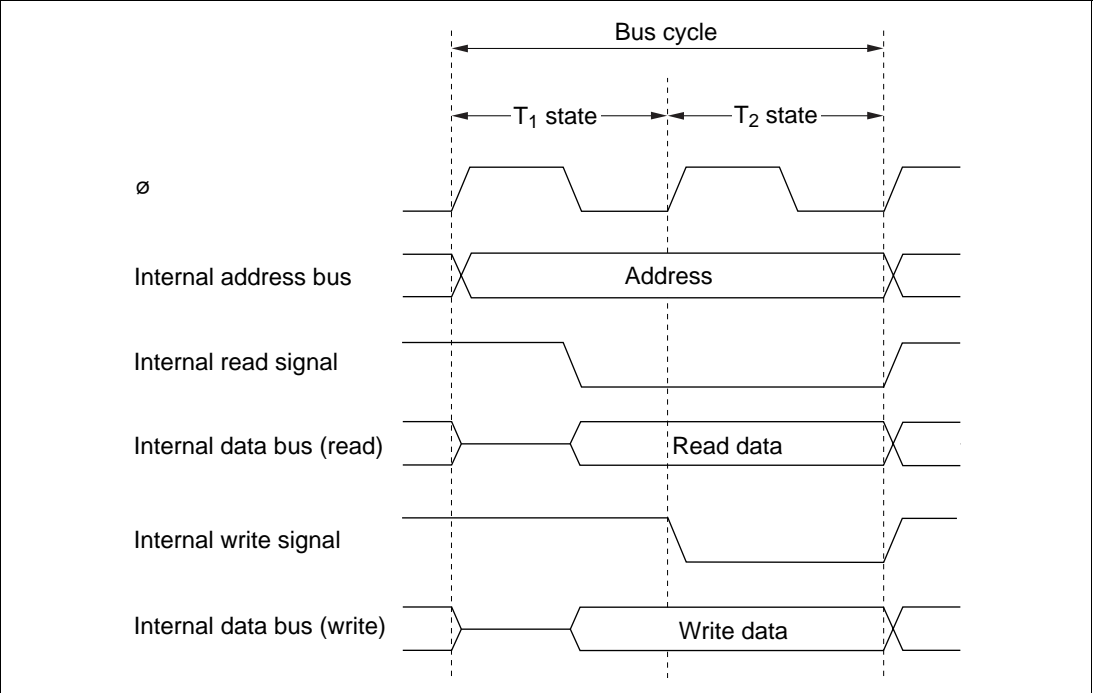 Bus cycle
T1 state
T2 state
ø
Internal address bus
Address
Internal read signal
Internal data bus (read)
Read data
Internal write signal
Internal data bus (write)
Write data